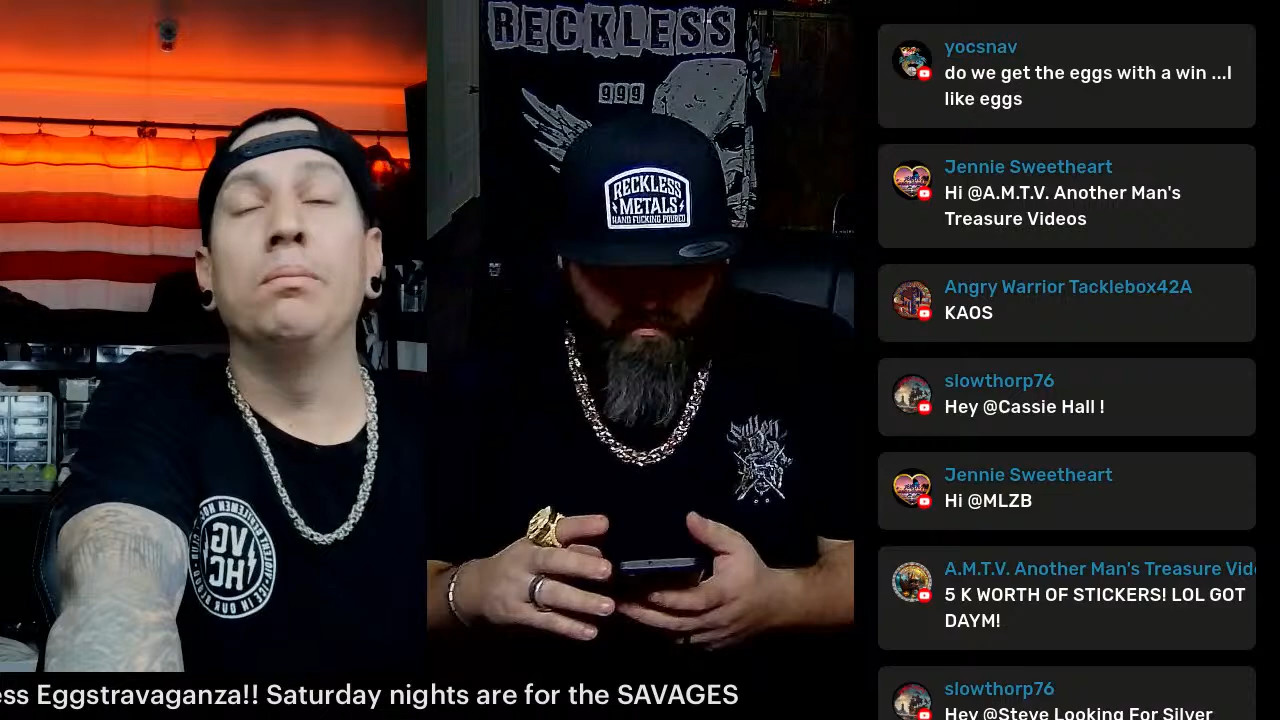 RECKLESS
999
RECKLESS
METALS
HAND FUCKING POURED
VG
HC
yocsnav
do we get the eggs with a win ...I
like eggs
Jennie Sweetheart
Hi @A.M.T.V. Another Man's
Treasure Videos
Angry Warrior Tacklebox42A
KAOS
slowthorp76
Hey @Cassie Hall !
Jennie Sweetheart
Hi @MLZB
A.M.T.V. Another Man's Treasure Vid
5 K WORTH OF STICKERS! LOL GOT
DAYM!
slowthorp76
Hey @Steve Looking For Silver
ess Eggstravaganza!! Saturday nights are for the SAVAGES